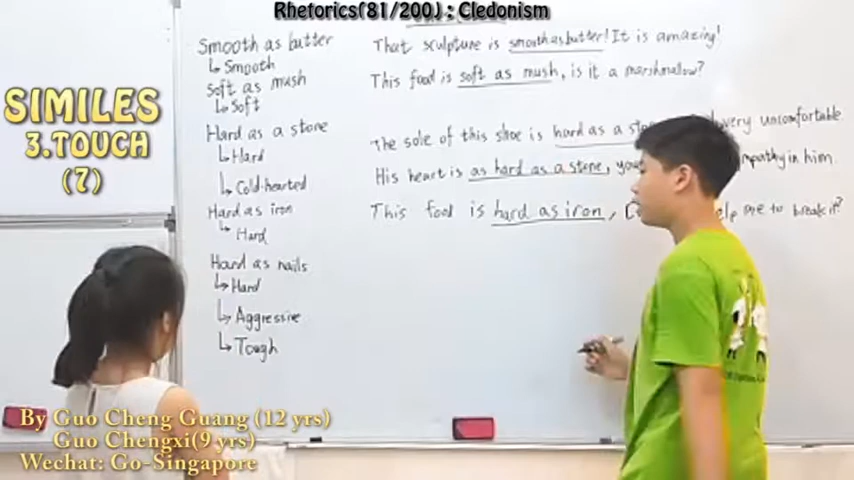 Rhetorics(81/200): Cledonism
SIMILES
3.TOUCH
(7)
Smooth as butter
↳ Smooth
Soft as mush
↳ Soft
Hard as a stone
↳ Hard
↳ Cold-hearted
Hard as iron
↳ Hard
Hard as nails
↳ Hard
↳ Aggressive
↳ Tough
That sculpture is smooth as butter! It is amazing!
This food is soft as mush, is it a marshmallow?
The sole of this shoe is hard as a very uncomfortable
His heart is as hard as a stone, in him.
This food is hard as iron, me to break it?
By Guo Cheng Guang (12 yrs)
Guo Chengxi(9 yrs)
Wechat: Go-Singapore